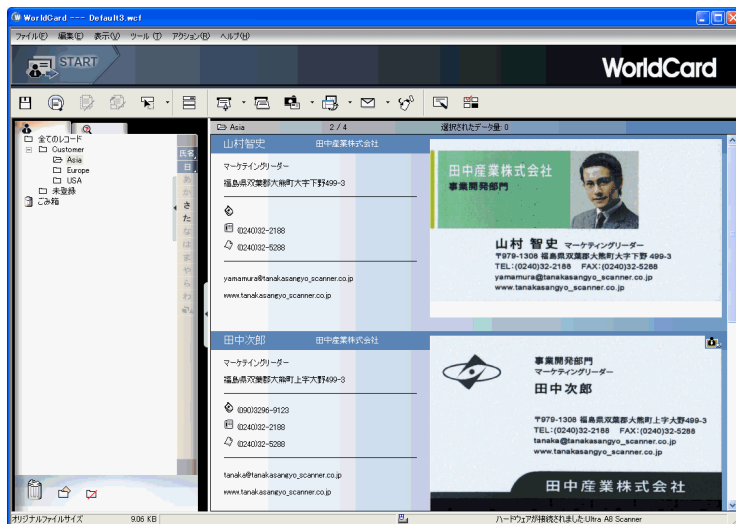 WorldCard --- Default3.wcf
ファイル(F) 編集(E) 表示(V) ツール(T) アクション(R) ヘルプ(H)
START
WorldCard
全てのレコード
Customer
Asia
Europe
USA
未登録
ごみ箱
氏名
日
あ
か
さ
た
な
は
ま
や
ら
わ
Asia 2 / 4 選択されたデータ量: 0
山村智史 田中産業株式会社
マーケティングリーダー
福島県双葉郡大熊町大字下野499-3
(0240)32-2188
(0240)32-5288
yamamura@tanakasangyo_scanner.co.jp
www.tanakasangyo_scanner.co.jp
田中産業株式会社
事業開発部門
山村 智史 マーケティングリーダー
〒979-1308 福島県双葉郡大熊町大字下野 499-3
TEL:(0240)32-2188 FAX:(0240)32-5288
yamamura@tanakasangyo_scanner.co.jp
www.tanakasangyo_scanner.co.jp
田中次郎 田中産業株式会社
マーケティングリーダー
福島県双葉郡大熊町上字大野499-3
(090)3296-9123
(0240)32-2188
(0240)32-5288
tanaka@tanakasangyo_scanner.co.jp
www.tanakasangyo_scanner.co.jp
事業開発部門
マーケティングリーダー
田中次郎
〒979-1308 福島県双葉郡大熊町上字大野499-3
TEL:(0240)32-2188 FAX:(0240)32-5288
tanaka@tanakasangyo_scanner.co.jp
www.tanakasangyo_scanner.co.jp
田中産業株式会社
オリジナルファイルサイズ 9.06 KB ハードウェアが接続されました:Ultra A8 Scanner